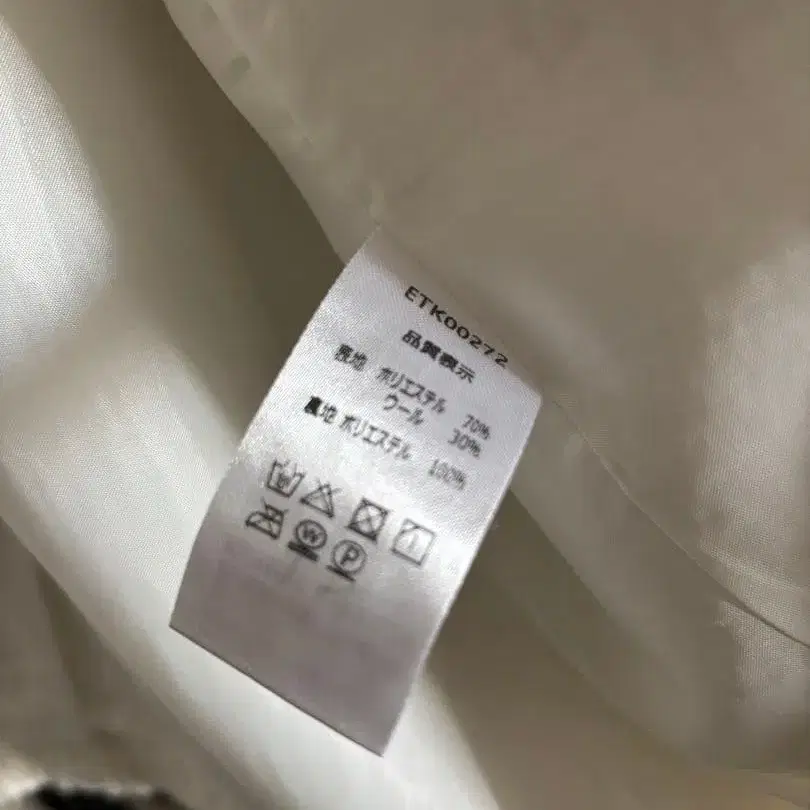 ETK00272
品質表示
表地 ポリエステル 70%
ウール 30%
裏地 ポリエステル 100%
W P